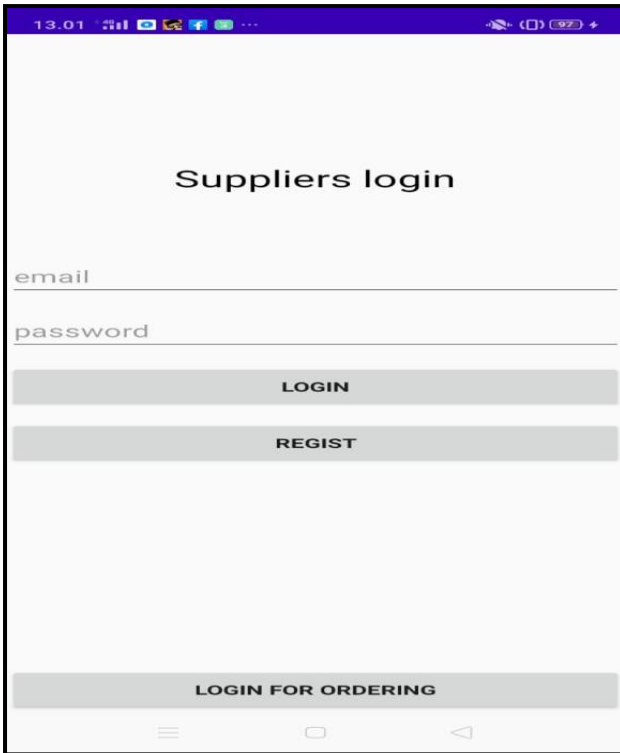 13.01 ... 97
Suppliers login
email
password
LOGIN
REGIST
LOGIN FOR ORDERING